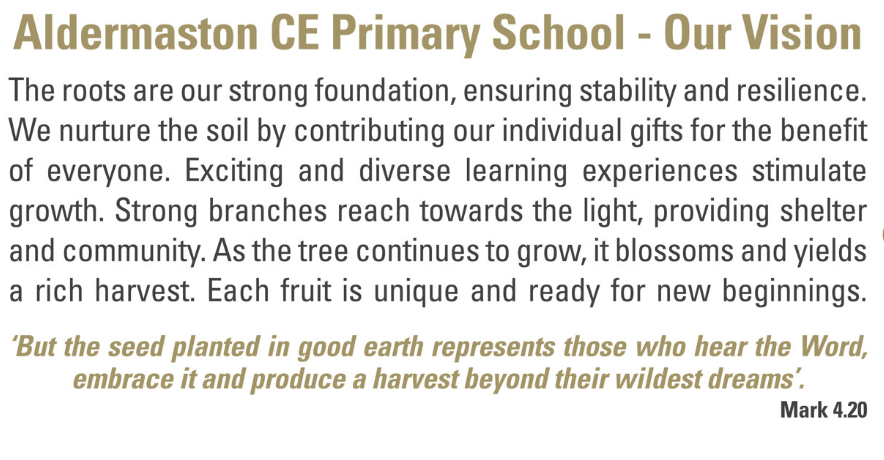 Aldermaston CE Primary School - Our Vision
The roots are our strong foundation, ensuring stability and resilience.
We nurture the soil by contributing our individual gifts for the benefit
of everyone. Exciting and diverse learning experiences stimulate
growth. Strong branches reach towards the light, providing shelter
and community. As the tree continues to grow, it blossoms and yields
a rich harvest. Each fruit is unique and ready for new beginnings.
‘But the seed planted in good earth represents those who hear the Word,
embrace it and produce a harvest beyond their wildest dreams’.
Mark 4.20